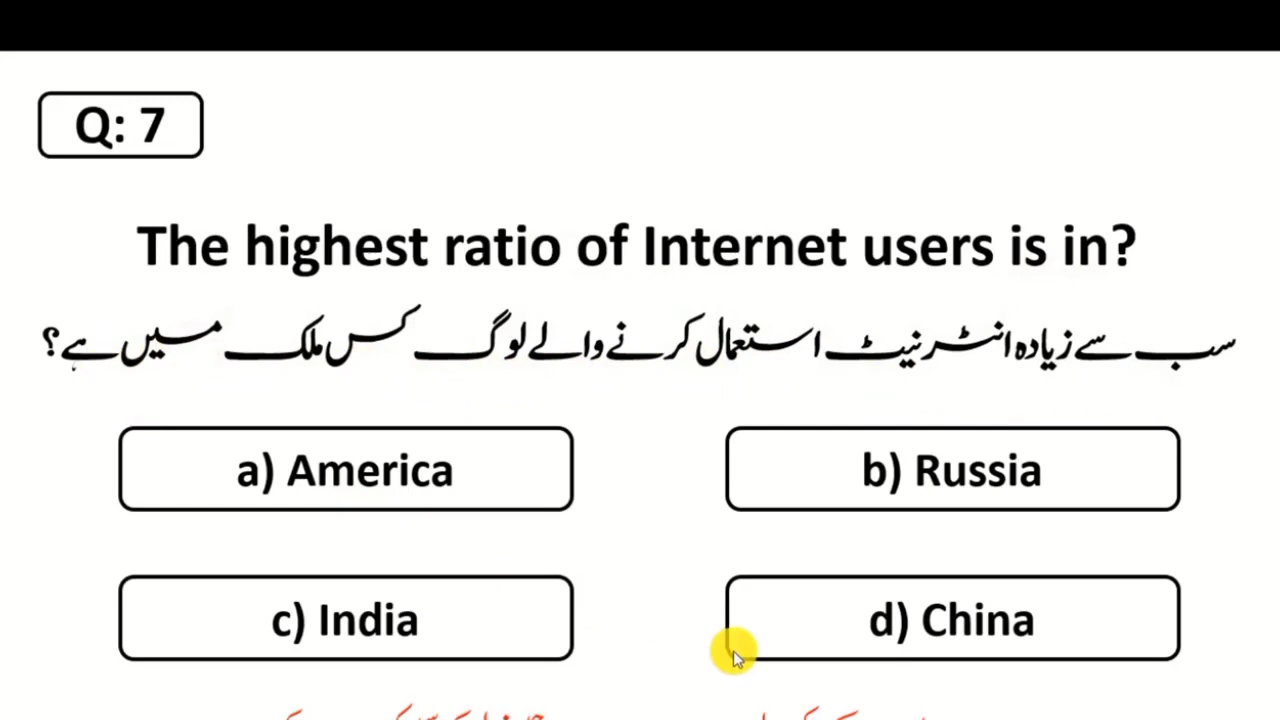 Q: 7
The highest ratio of Internet users is in?
سب سے زیادہ انٹرنیٹ استعمال کرنے والے لوگ کس ملک میں ہے؟
a) America
b) Russia
c) India
d) China